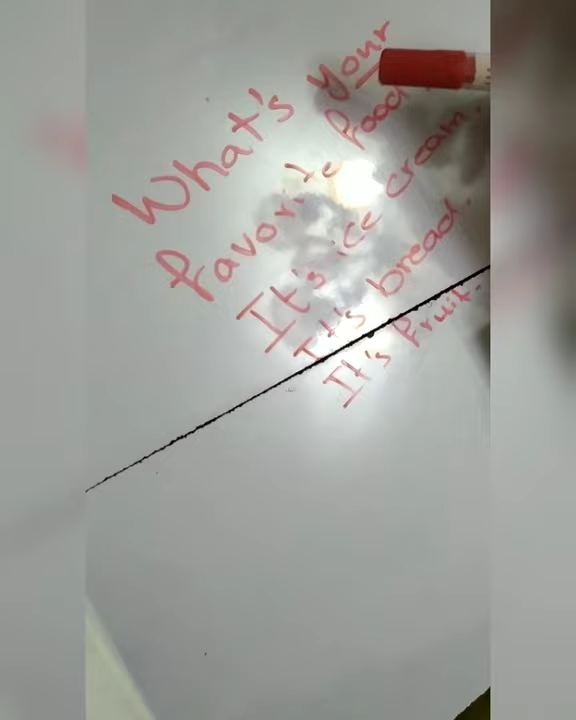 What's your
favorite food
It's ice cream.
It's bread.
It's fruit.